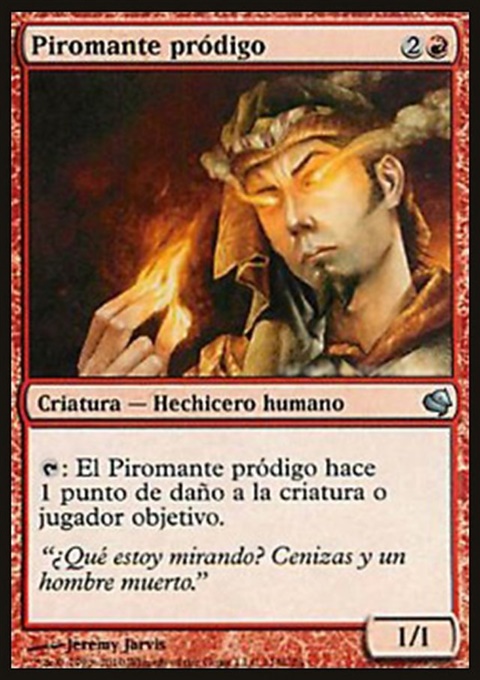 Piromante pródigo 2
Criatura — Hechicero humano
: El Piromante pródigo hace
1 punto de daño a la criatura o
jugador objetivo.
“¿Qué estoy mirando? Cenizas y un
hombre muerto.”
Jeremy Jarvis
1/1